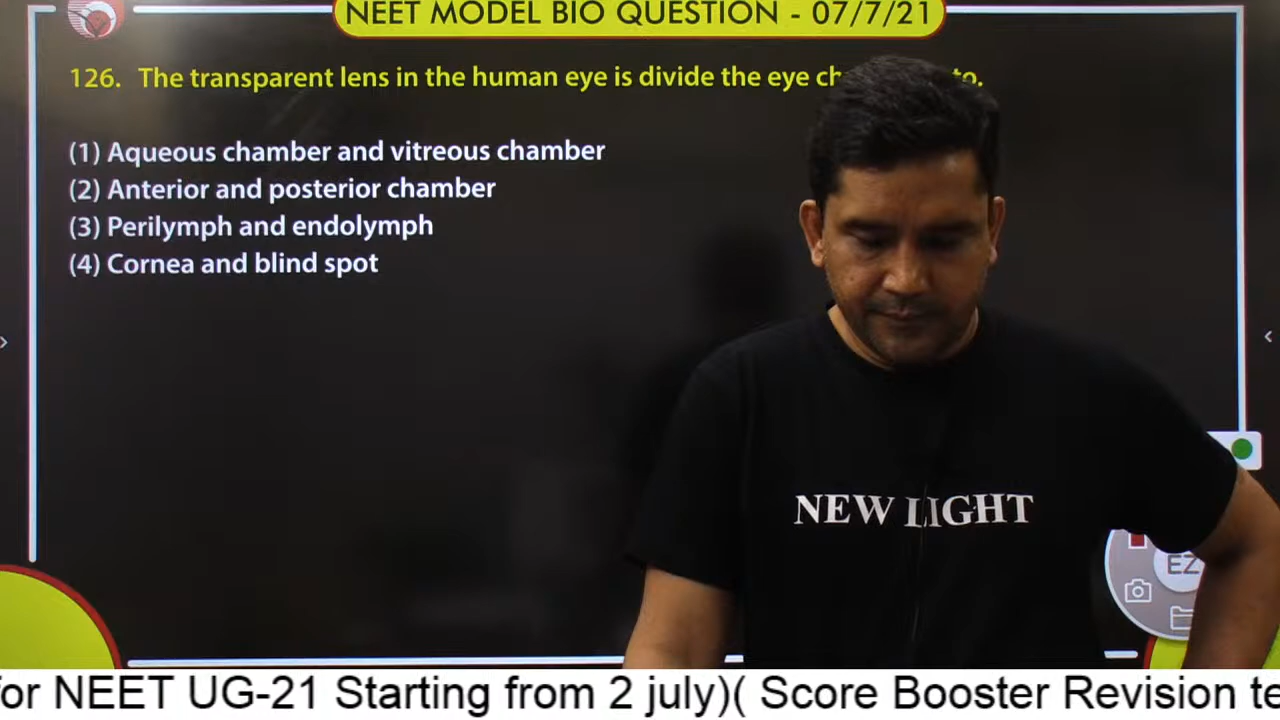 NEET MODEL BIO QUESTION - 07/7/21
126. The transparent lens in the human eye is divide the eye to.
(1) Aqueous chamber and vitreous chamber
(2) Anterior and posterior chamber
(3) Perilymph and endolymph
(4) Cornea and blind spot
NEW LIGHT
EZ
for NEET UG-21 Starting from 2 july)( Score Booster Revision